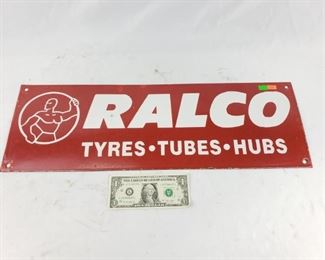 RALCO
TYRES • TUBES • HUBS